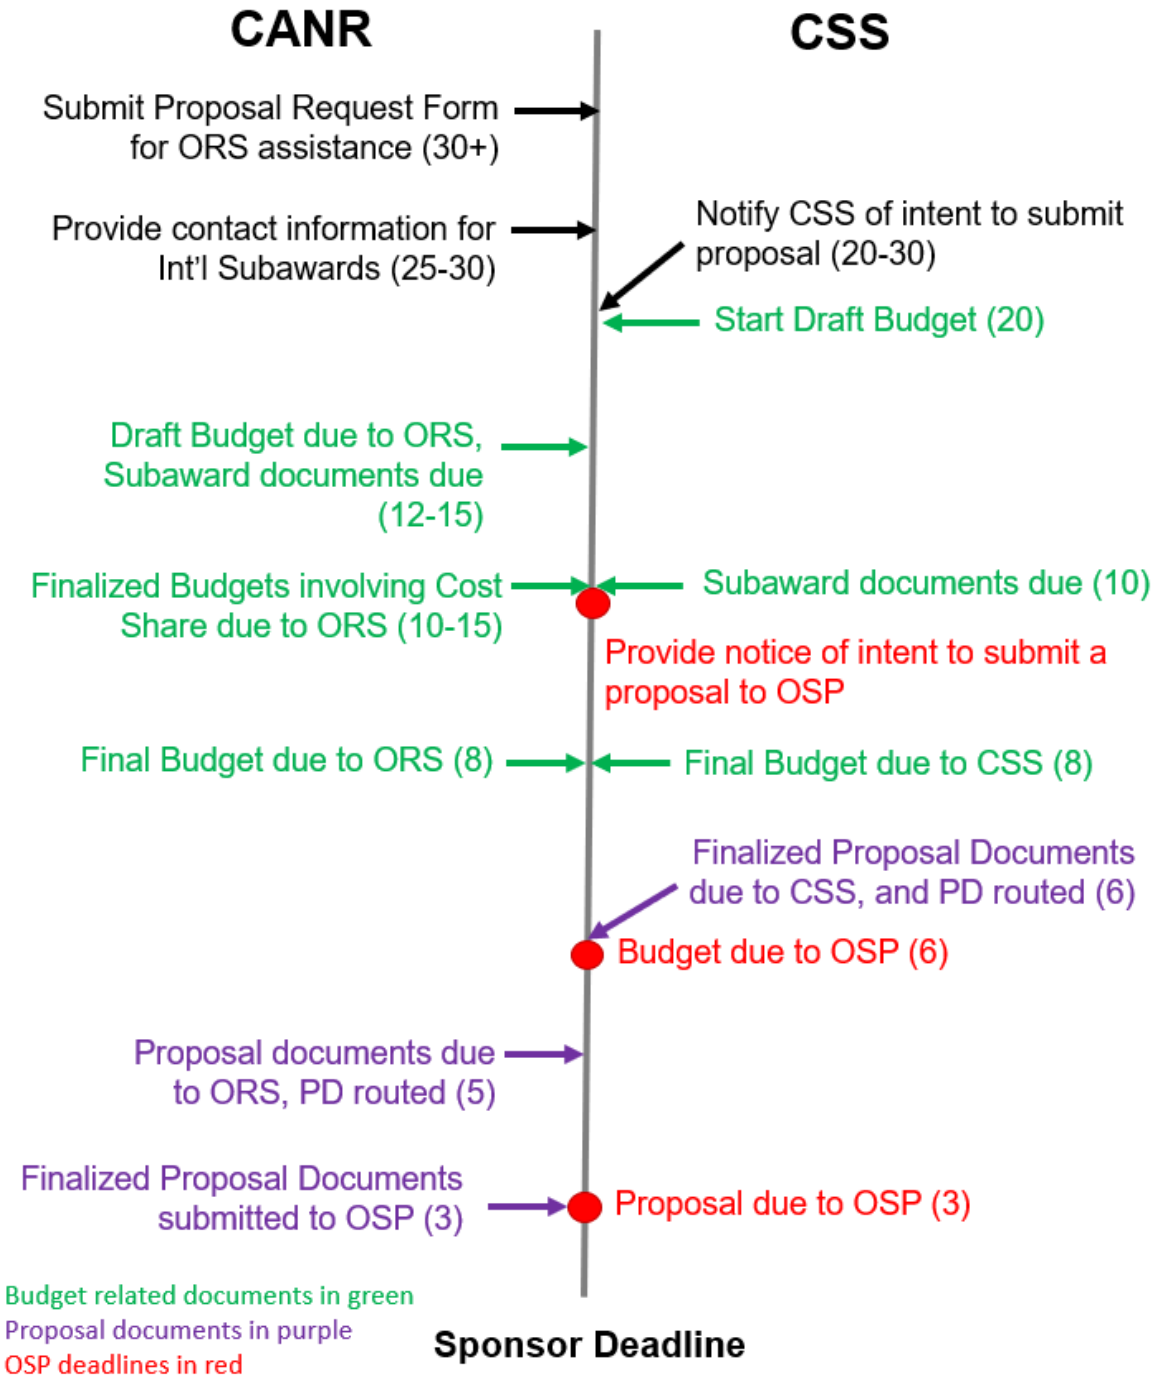 CANR
CSS
Submit Proposal Request Form
for ORS assistance (30+)
Provide contact information for
Int'l Subawards (25-30)
Notify CSS of intent to submit
proposal (20-30)
Start Draft Budget (20)
Draft Budget due to ORS,
Subaward documents due
(12-15)
Finalized Budgets involving Cost
Share due to ORS (10-15)
Subaward documents due (10)
Provide notice of intent to submit a
proposal to OSP
Final Budget due to ORS (8)
Final Budget due to CSS (8)
Finalized Proposal Documents
due to CSS, and PD routed (6)
Budget due to OSP (6)
Proposal documents due
to ORS, PD routed (5)
Finalized Proposal Documents
submitted to OSP (3)
Proposal due to OSP (3)
Budget related documents in green
Proposal documents in purple
OSP deadlines in red
Sponsor Deadline